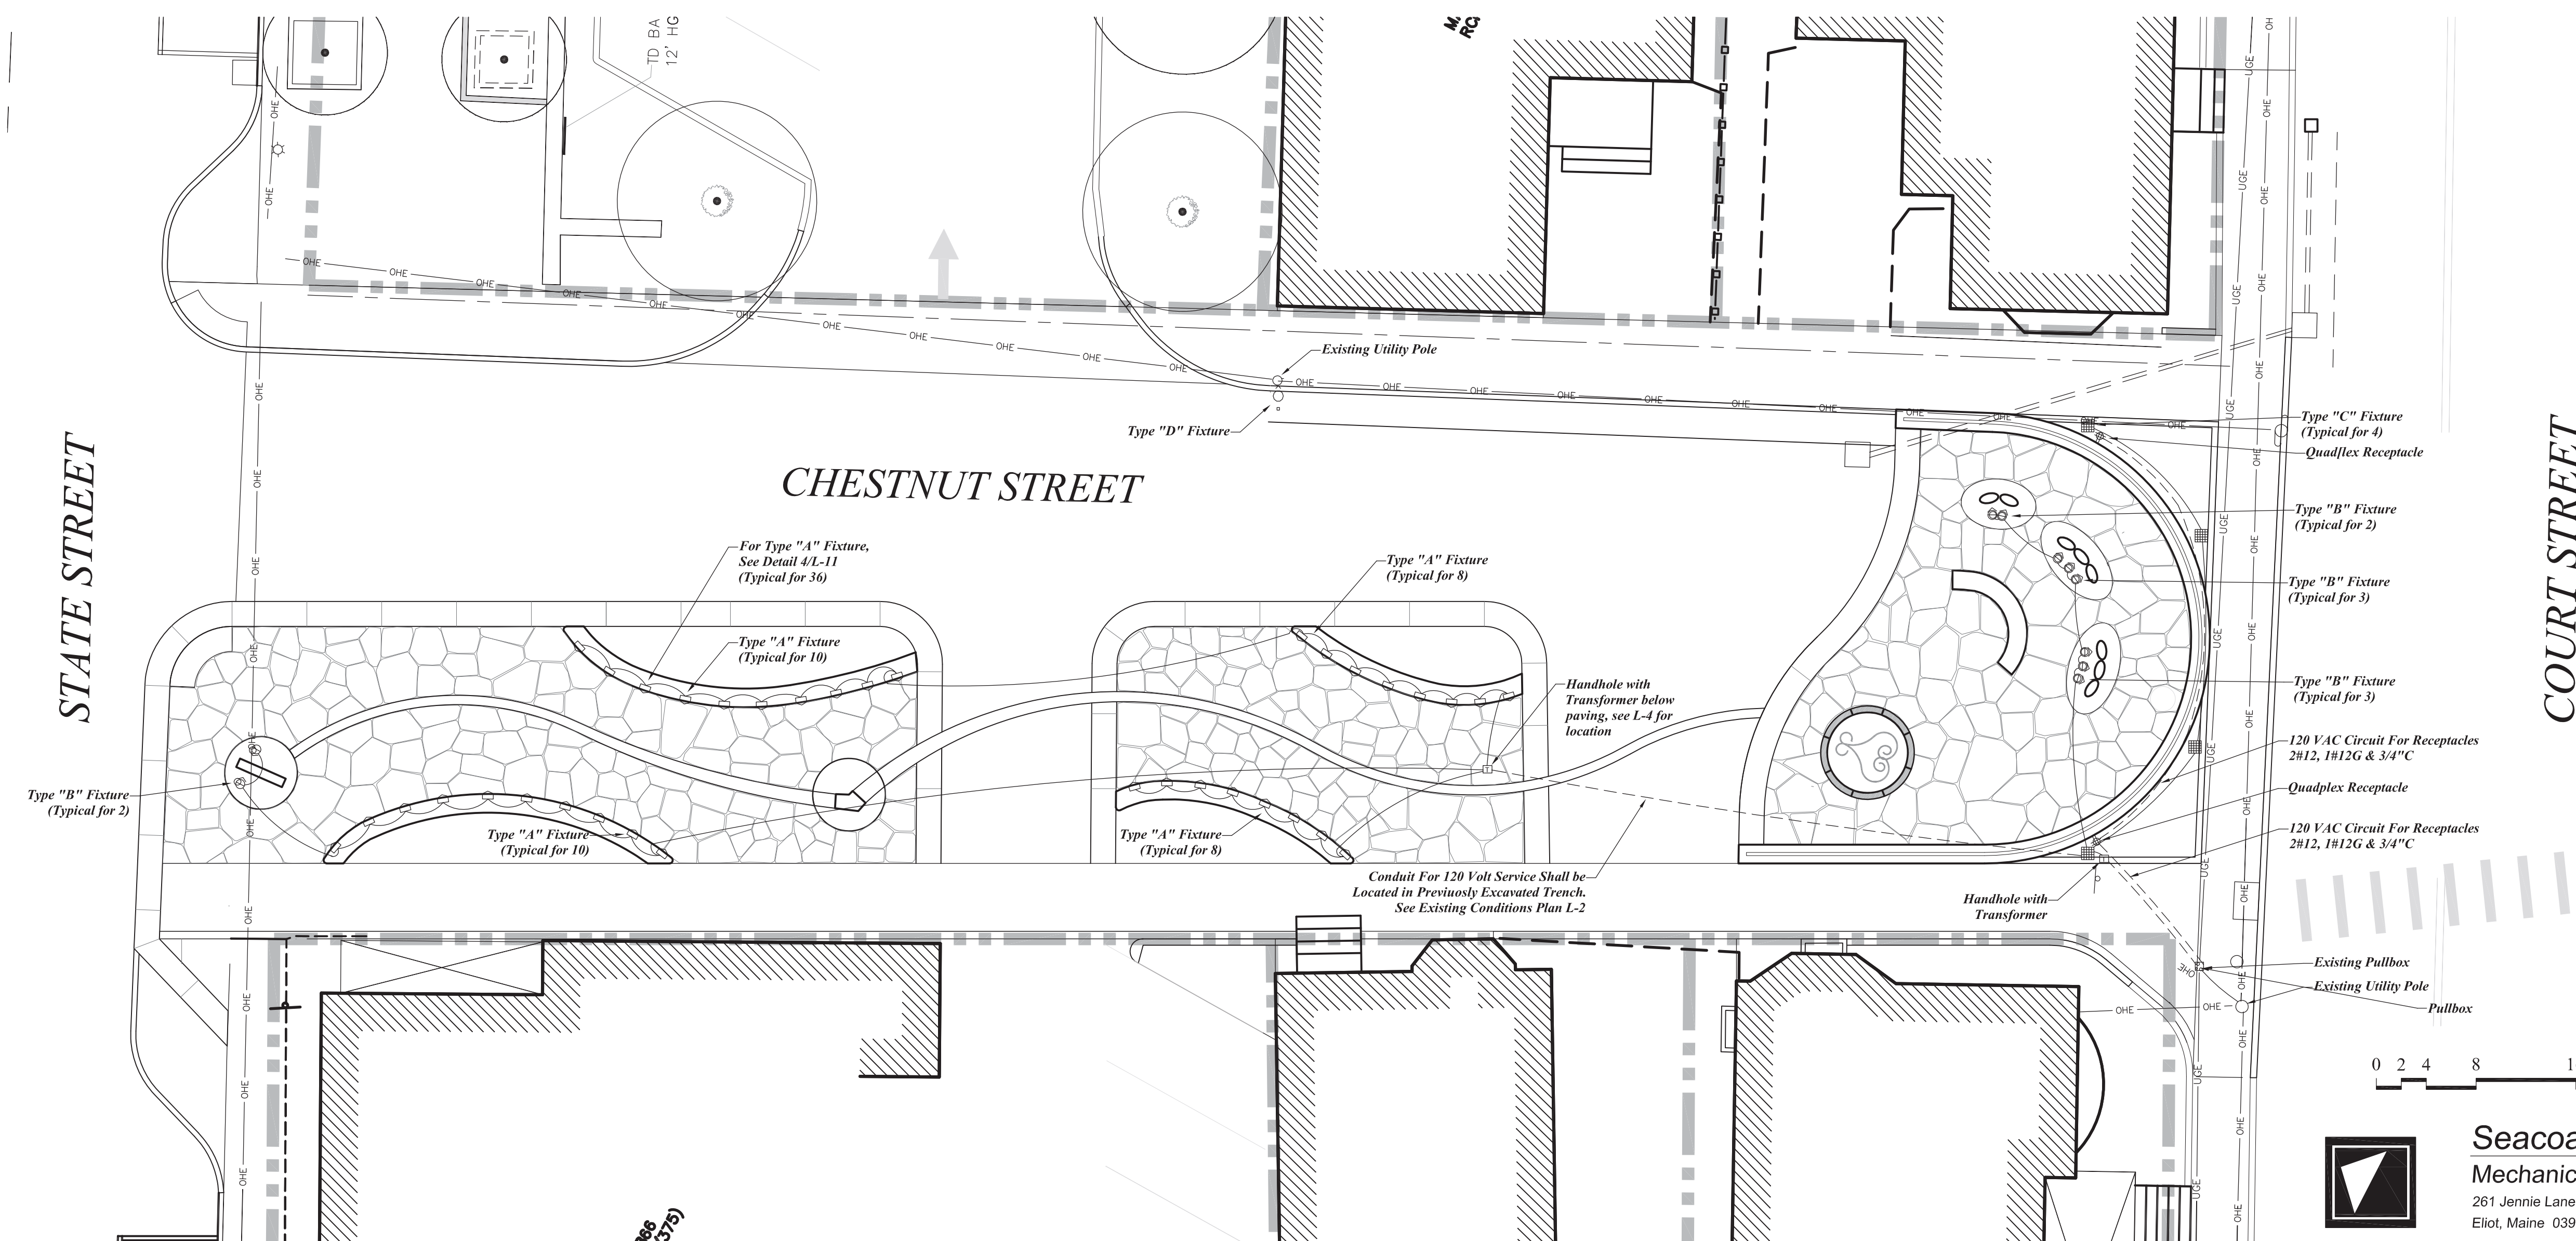 TD BA
12' HG
OHE
UGE
Existing Utility Pole
Type "D" Fixture
Type "C" Fixture
(Typical for 4)
Quadflex Receptacle
CHESTNUT STREET
STATE STREET
COURT STREET
Type "B" Fixture
(Typical for 2)
For Type "A" Fixture,
See Detail 4/L-11
(Typical for 36)
Type "A" Fixture
(Typical for 8)
Type "B" Fixture
(Typical for 3)
Type "A" Fixture
(Typical for 10)
Handhole with
Transformer below
paving, see L-4 for
location
Type "B" Fixture
(Typical for 3)
120 VAC Circuit For Receptacles
2#12, 1#12G & 3/4"C
Quadplex Receptacle
Type "B" Fixture
(Typical for 2)
Type "A" Fixture
(Typical for 10)
Type "A" Fixture
(Typical for 8)
120 VAC Circuit For Receptacles
2#12, 1#12G & 3/4"C
Conduit For 120 Volt Service Shall be
Located in Previuosly Excavated Trench.
See Existing Conditions Plan L-2
Handhole with
Transformer
Existing Pullbox
Existing Utility Pole
Pullbox
0 2 4 8 1
Seacoa
Mechanic
261 Jennie Lane
Eliot, Maine 039
366
375)